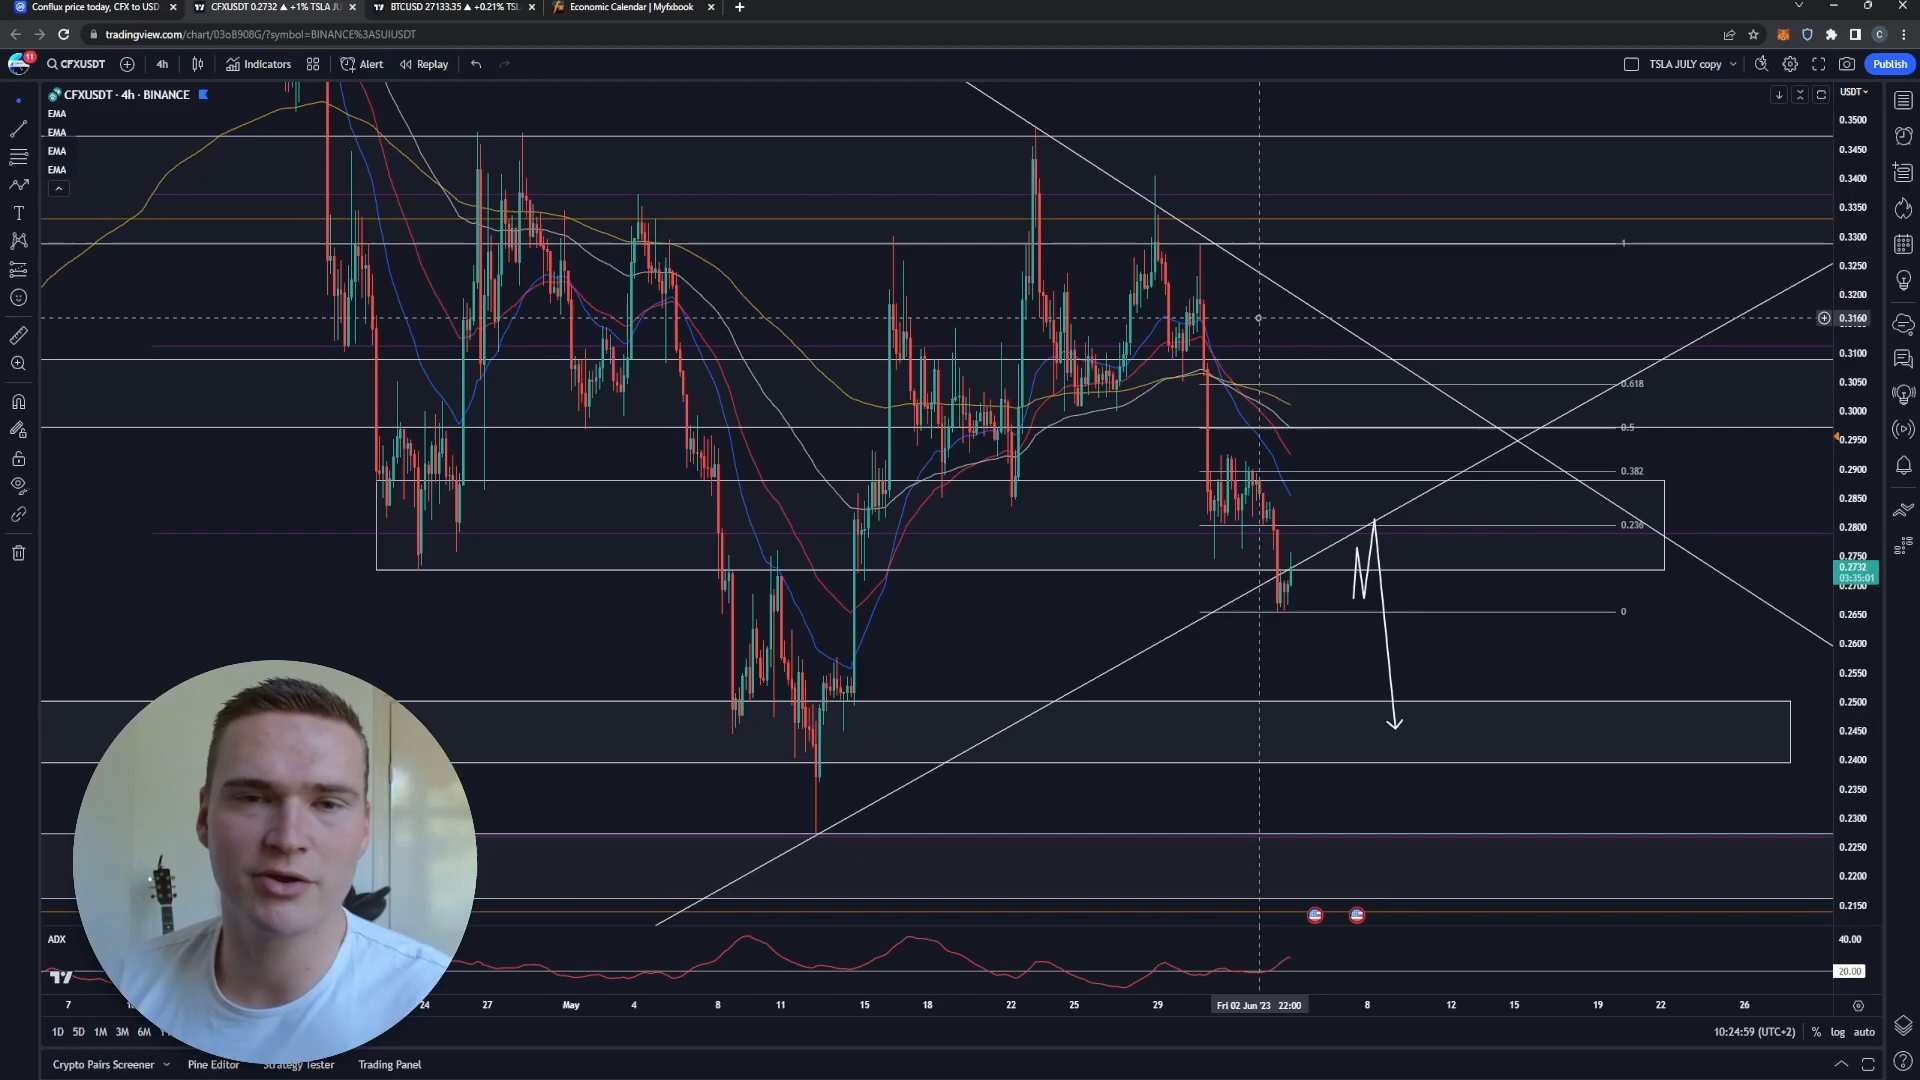 Conflux price today, CFX to USD
CFXUSDT 0.2732 ▲ +1% TSLA JU
BTCUSD 27133.35 ▲ +0.21% TSL
Economic Calendar | Myfxbook
tradingview.com/chart/03oB908G/?symbol=BINANCE%3ASUIUSDT
11
CFXUSDT
4h
Indicators
Alert
Replay
TSLA JULY copy
Publish
CFXUSDT · 4h · BINANCE
USDT
EMA
EMA
EMA
EMA
0.3500
0.3450
0.3400
0.3350
0.3300
0.3250
0.3200
0.3160
0.3100
0.3050
0.3000
0.2950
0.2900
0.2850
0.2800
0.2750
0.2732
03:35:01
0.2700
0.2650
0.2600
0.2550
0.2500
0.2450
0.2400
0.2350
0.2300
0.2250
0.2200
0.2150
1
0.618
0.5
0.382
0.236
0
ADX
40.00
20.00
7
24
27
May
4
8
11
15
18
22
25
29
Fri 02 Jun '23 22:00
8
12
15
19
22
26
1D
5D
1M
3M
6M
10:24:59 (UTC+2)
%
log
auto
Crypto Pairs Screener
Pine Editor
Strategy Tester
Trading Panel